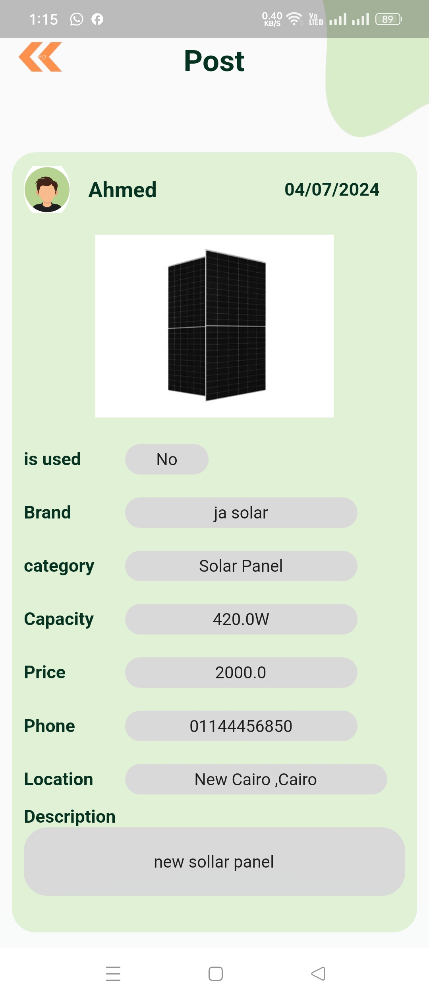 1:15 0.40 KB/S Vo LTED 89
Post
Ahmed 04/07/2024
is used No
Brand ja solar
category Solar Panel
Capacity 420.0W
Price 2000.0
Phone 01144456850
Location New Cairo ,Cairo
Description
new sollar panel